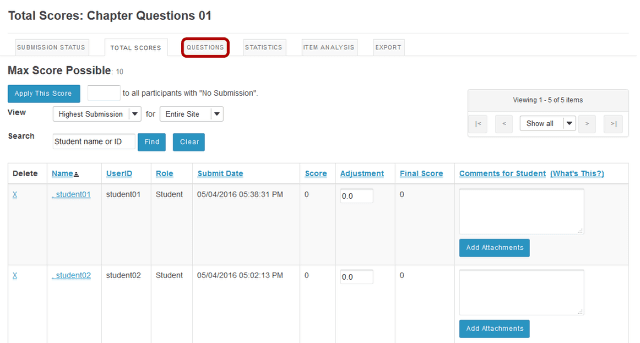 Total Scores: Chapter Questions 01
SUBMISSION STATUS TOTAL SCORES QUESTIONS STATISTICS ITEM ANALYSIS EXPORT
Max Score Possible: 10
Apply This Score to all participants with "No Submission".
Viewing 1 - 5 of 5 items
View Highest Submission for Entire Site
|< < Show all > >|
Search Student name or ID Find Clear
Delete Name UserID Role Submit Date Score Adjustment Final Score Comments for Student (What's This?)
X , student01 student01 Student 05/04/2016 05:38:31 PM 0 0.0 0
Add Attachments
X , student02 student02 Student 05/04/2016 05:02:13 PM 0 0.0 0
Add Attachments